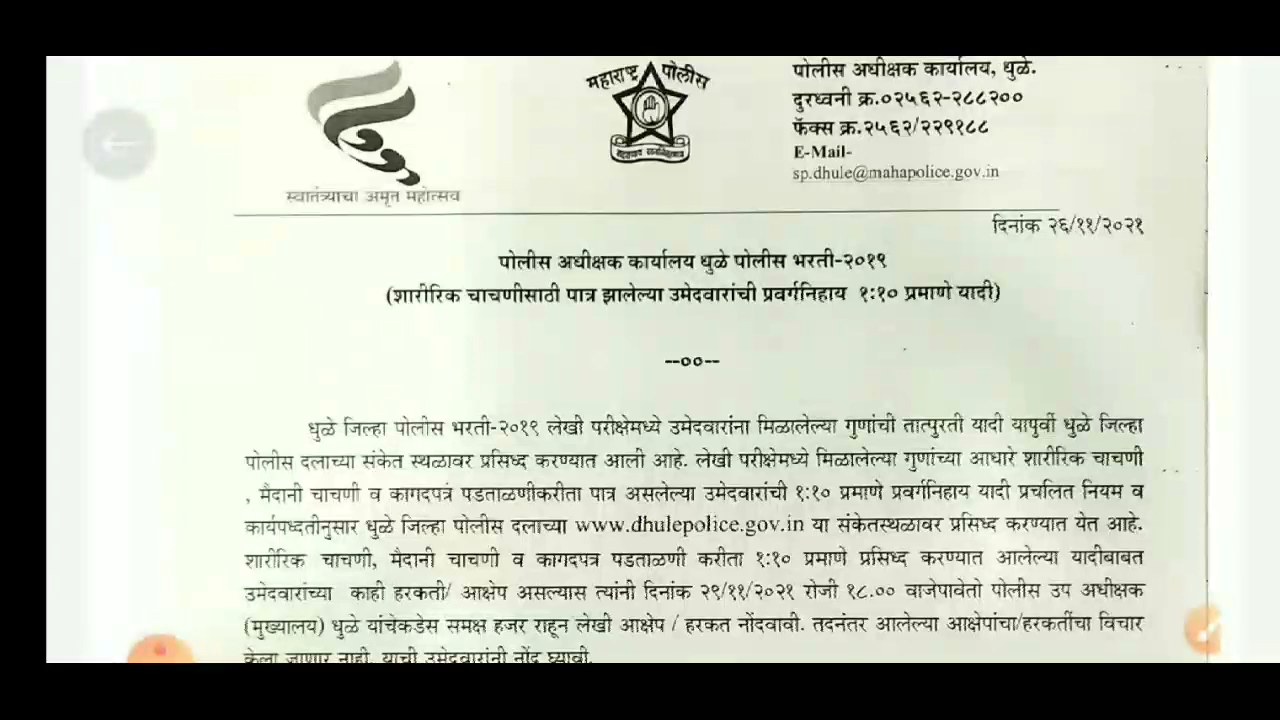 महाराष्ट्र पोलीस
स्वातंत्र्याचा अमृत महोत्सव
पोलीस अधीक्षक कार्यालय, धुळे.
दुरध्वनी क्र.०२५६२-२८८२००
फॅक्स क्र.२५६२/२२९१८८
E-Mail-
sp.dhule@mahapolice.gov.in
दिनांक २६/११/२०२१
पोलीस अधीक्षक कार्यालय धुळे पोलीस भरती-२०१९
(शारीरिक चाचणीसाठी पात्र झालेल्या उमेदवारांची प्रवर्गनिहाय १:१० प्रमाणे यादी)
--००--
धुळे जिल्हा पोलीस भरती-२०१९ लेखी परीक्षेमध्ये उमेदवारांना मिळालेल्या गुणांची तात्पुरती यादी यापुर्वी धुळे जिल्हा
पोलीस दलाच्या संकेत स्थळावर प्रसिध्द करण्यात आली आहे. लेखी परीक्षेमध्ये मिळालेल्या गुणांच्या आधारे शारीरिक चाचणी
, मैदानी चाचणी व कागदपत्रं पडताळणीकरीता पात्र असलेल्या उमेदवारांची १:१० प्रमाणे प्रवर्गनिहाय यादी प्रचलित नियम व
कार्यपध्दतीनुसार धुळे जिल्हा पोलीस दलाच्या www.dhulepolice.gov.in या संकेतस्थळावर प्रसिध्द करण्यात येत आहे.
शारीरिक चाचणी, मैदानी चाचणी व कागदपत्र पडताळणी करीता १:१० प्रमाणे प्रसिध्द करण्यात आलेल्या यादीबाबत
उमेदवारांच्या काही हरकती/ आक्षेप असल्यास त्यांनी दिनांक २९/११/२०२१ रोजी १८.०० वाजेपावेतो पोलीस उप अधीक्षक
(मुख्यालय) धुळे यांचेकडेस समक्ष हजर राहून लेखी आक्षेप / हरकत नोंदवावी. तदनंतर आलेल्या आक्षेपांचा/हरकतींचा विचार
केला जाणार नाही. याची उमेदवारांनी नोंद घ्यावी.